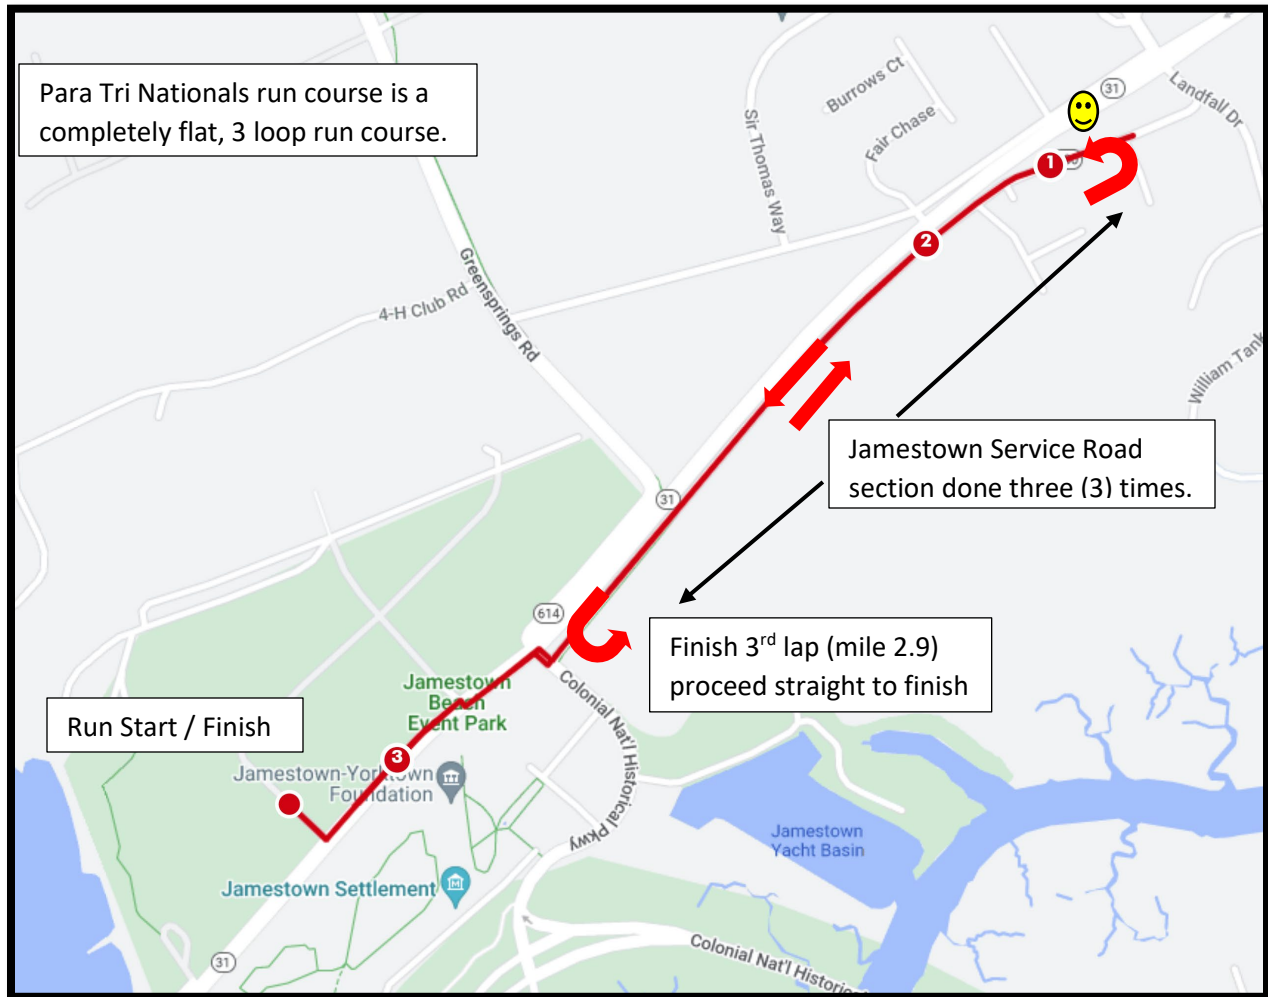 Para Tri Nationals run course is a
completely flat, 3 loop run course.
31
Landfall Dr
Burrows Ct
Fair Chase
Sir Thomas Way
1
2
Greensprings Rd
4-H Club Rd
William Tank
Jamestown Service Road
section done three (3) times.
31
614
Finish 3rd lap (mile 2.9)
proceed straight to finish
Jamestown
Beach
Event Park
Colonial Nat'l Historical Pkwy
Run Start / Finish
3
Jamestown-Yorktown
Foundation
Jamestown
Yacht Basin
Jamestown Settlement
31
Colonial Nat'l Historic